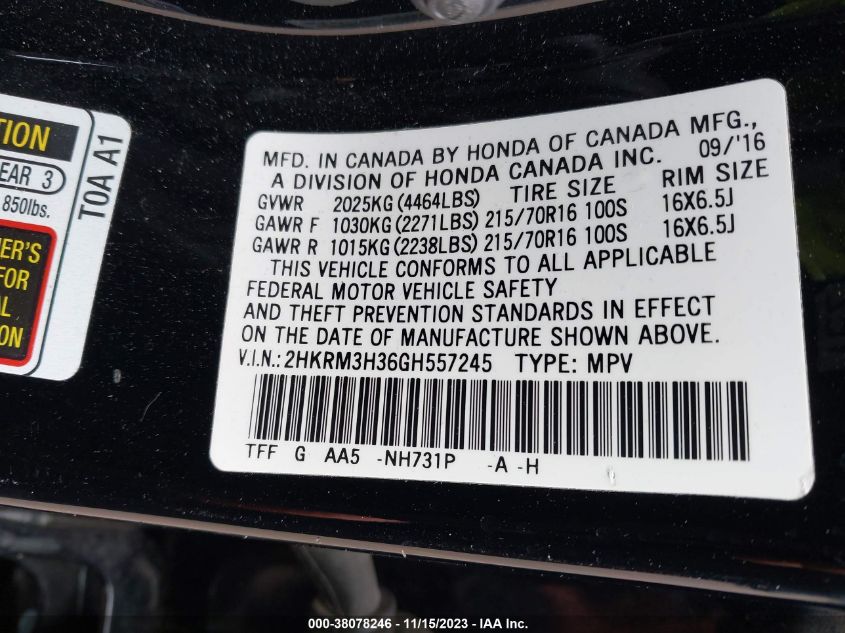 TION
EAR 3
850lbs.
ER'S
FOR
AL
ION
T0A A1
MFD. IN CANADA BY HONDA OF CANADA MFG.,
A DIVISION OF HONDA CANADA INC. 09/'16
GVWR 2025KG (4464LBS) TIRE SIZE RIM SIZE
GAWR F 1030KG (2271LBS) 215/70R16 100S 16X6.5J
GAWR R 1015KG (2238LBS) 215/70R16 100S 16X6.5J
THIS VEHICLE CONFORMS TO ALL APPLICABLE
FEDERAL MOTOR VEHICLE SAFETY
AND THEFT PREVENTION STANDARDS IN EFFECT
ON THE DATE OF MANUFACTURE SHOWN ABOVE.
V.I.N.: 2HKRM3H36GH557245 TYPE: MPV
TFF G AA5 -NH731P -A -H
000-38078246 - 11/15/2023 - IAA Inc.